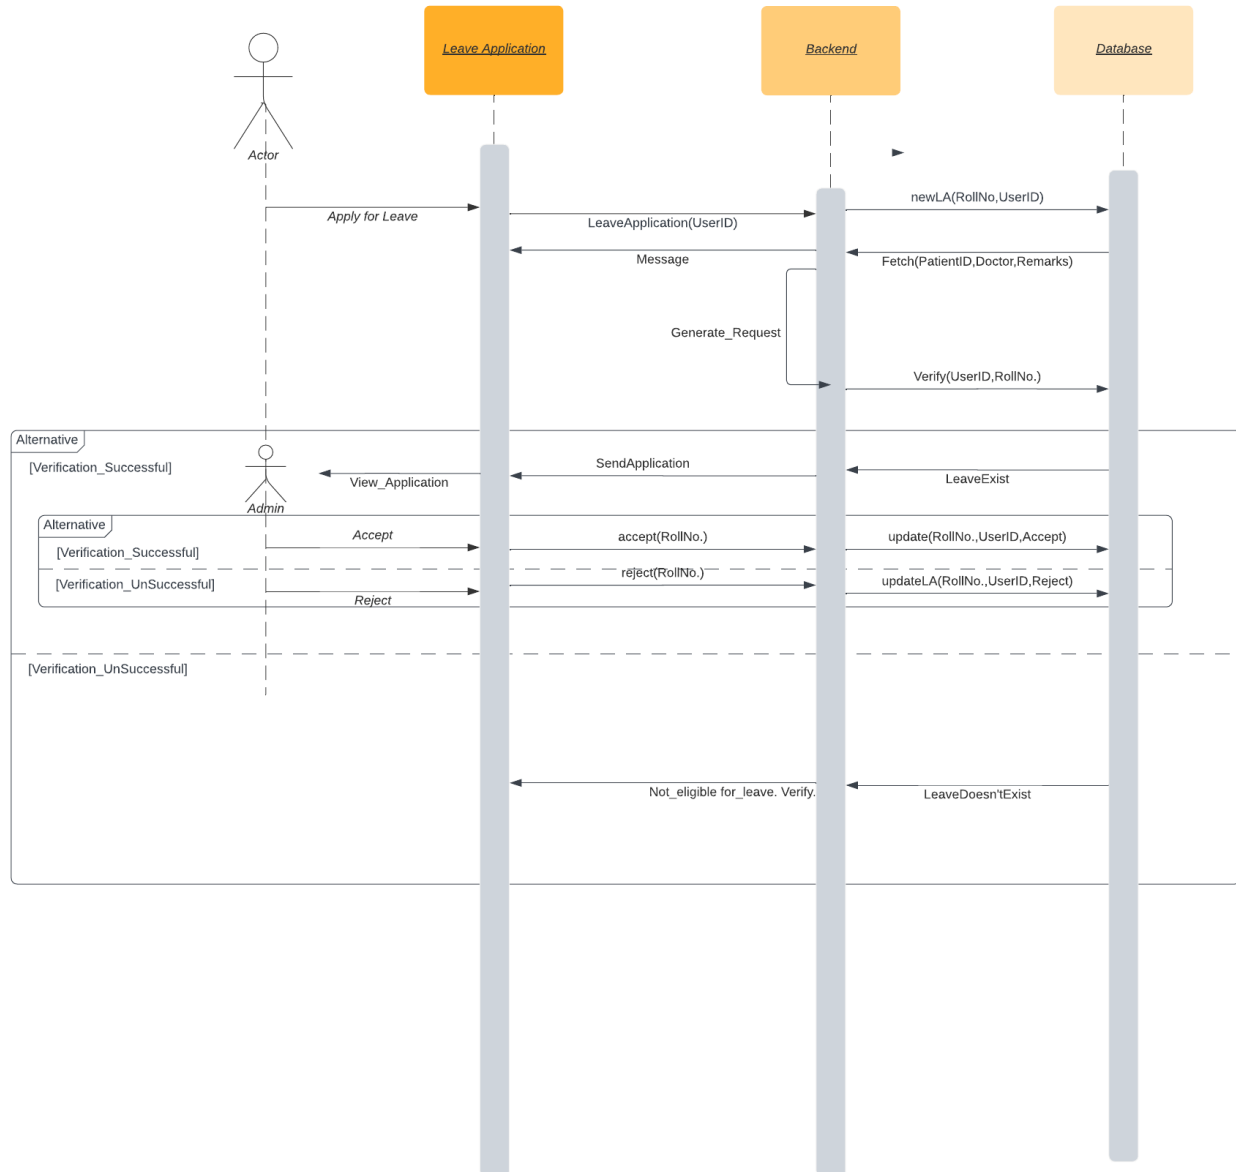 Leave Application
Backend
Database
Actor
Apply for Leave
LeaveApplication(UserID)
newLA(RollNo,UserID)
Message
Fetch(PatientID,Doctor,Remarks)
Generate_Request
Verify(UserID,RollNo.)
Alternative
[Verification_Successful]
Admin
View_Application
SendApplication
LeaveExist
Alternative
[Verification_Successful]
Accept
accept(RollNo.)
update(RollNo.,UserID,Accept)
[Verification_UnSuccessful]
Reject
reject(RollNo.)
updateLA(RollNo.,UserID,Reject)
[Verification_UnSuccessful]
Not_eligible for_leave. Verify.
LeaveDoesn'tExist